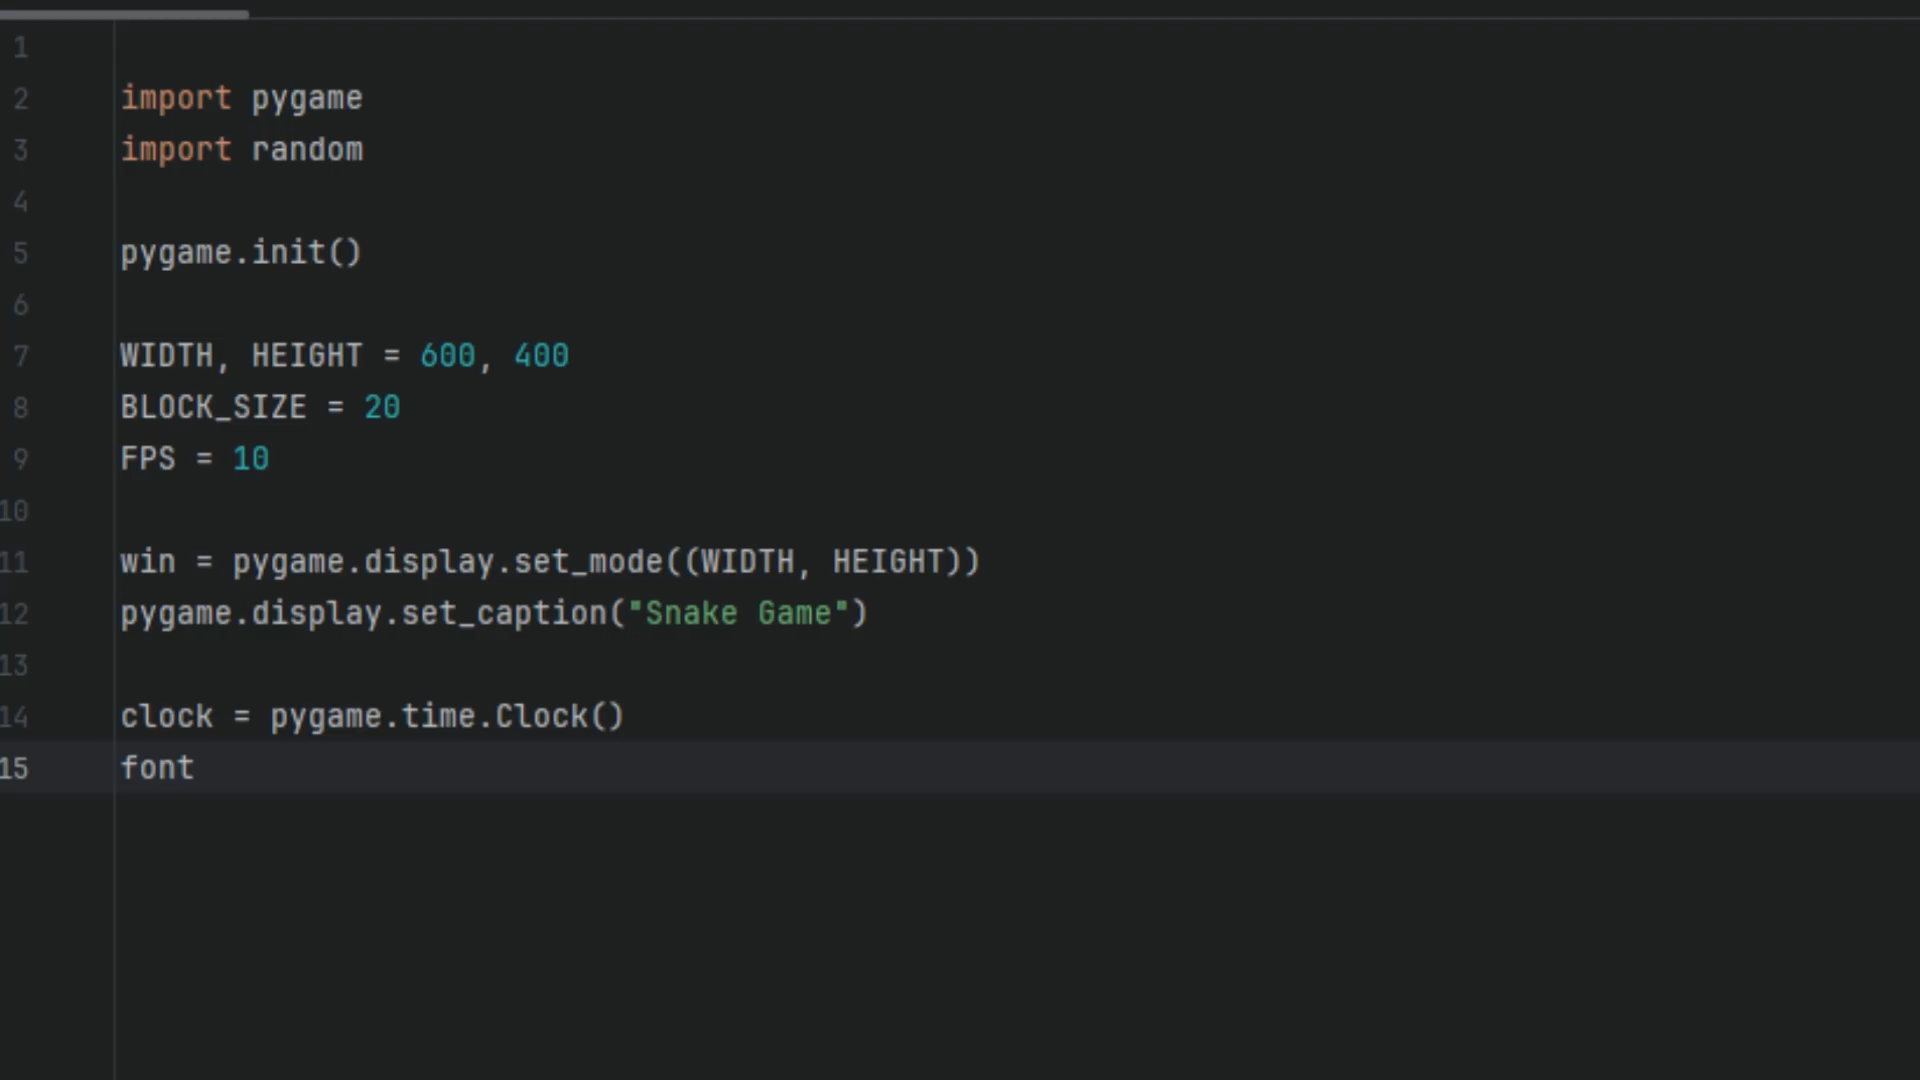 1
2 import pygame
3 import random
4
5 pygame.init()
6
7 WIDTH, HEIGHT = 600, 400
8 BLOCK_SIZE = 20
9 FPS = 10
10
11 win = pygame.display.set_mode((WIDTH, HEIGHT))
12 pygame.display.set_caption("Snake Game")
13
14 clock = pygame.time.Clock()
15 font